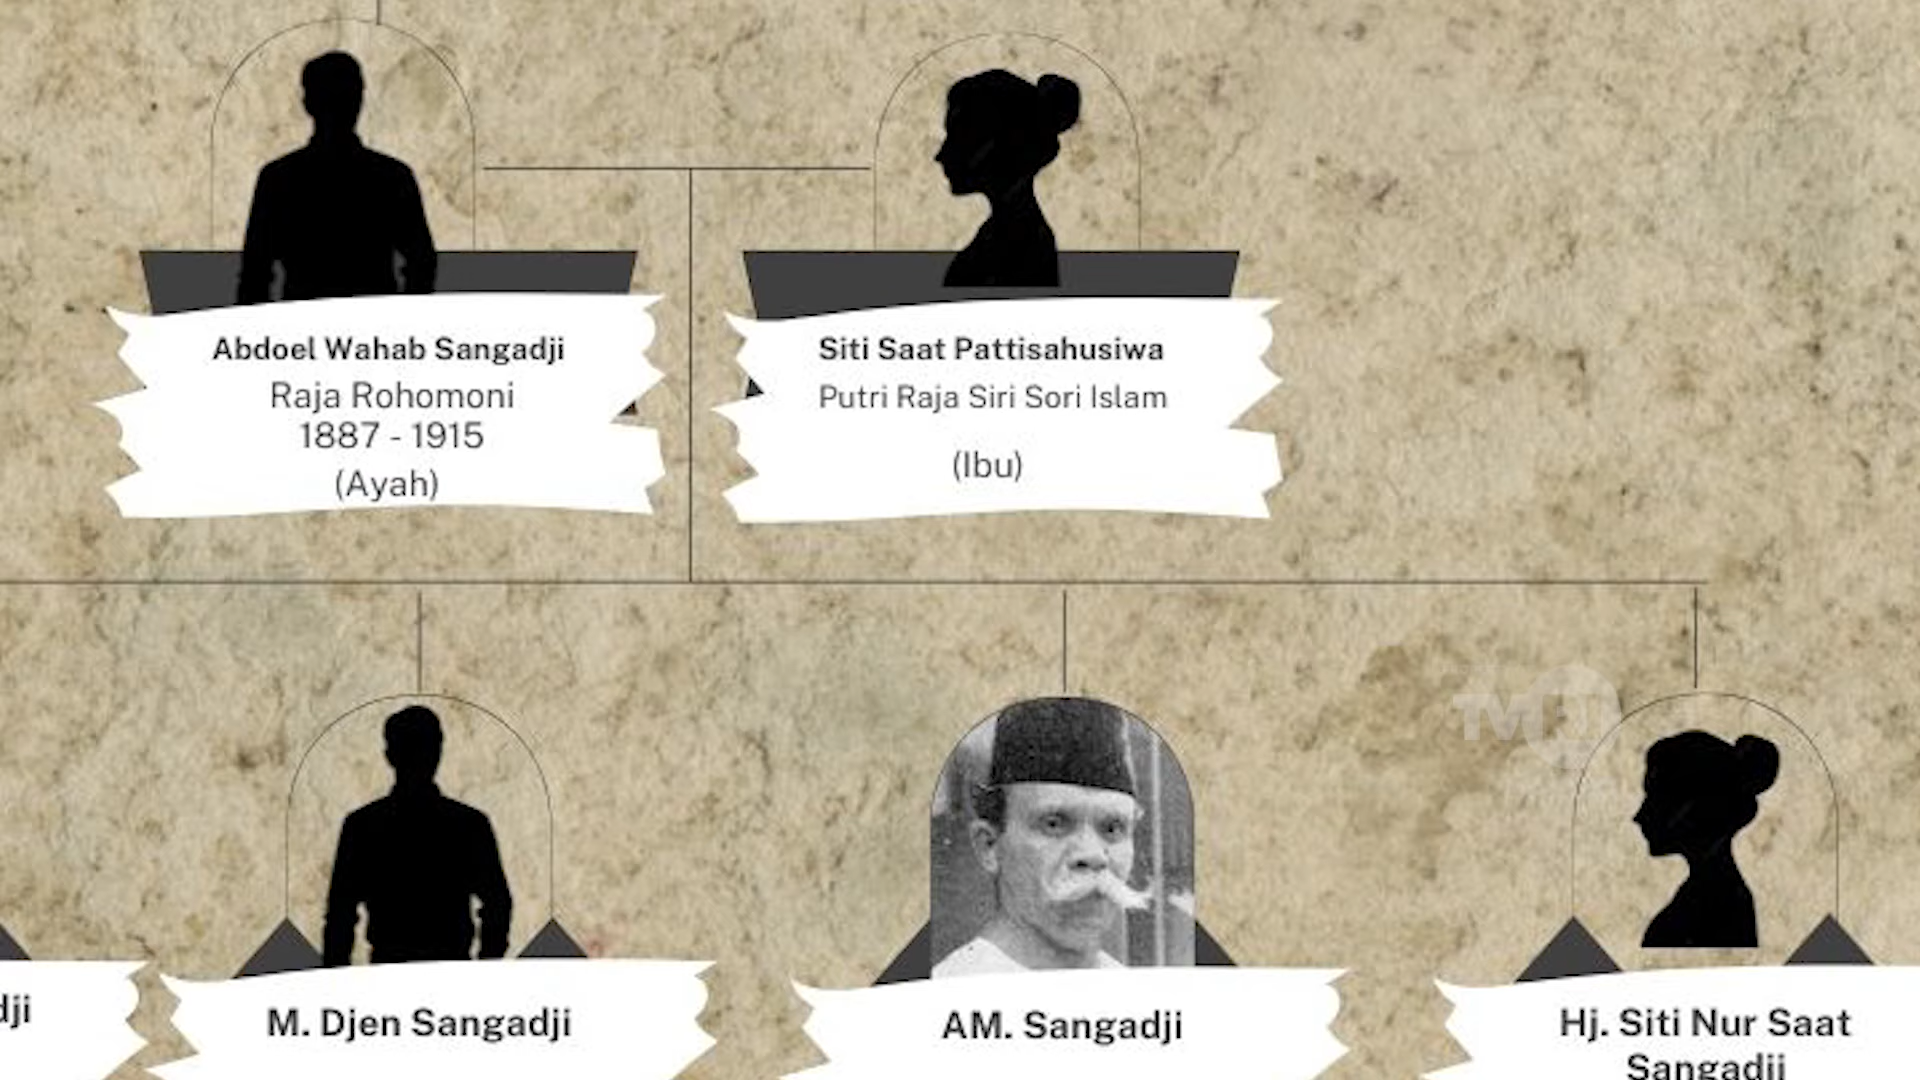 Abdoel Wahab Sangadji
Raja Rohomoni
1887 - 1915
(Ayah)
Siti Saat Pattisahusiwa
Putri Raja Siri Sori Islam
(Ibu)
M. Djen Sangadji
AM. Sangadji
Hj. Siti Nur Saat
Sangadji